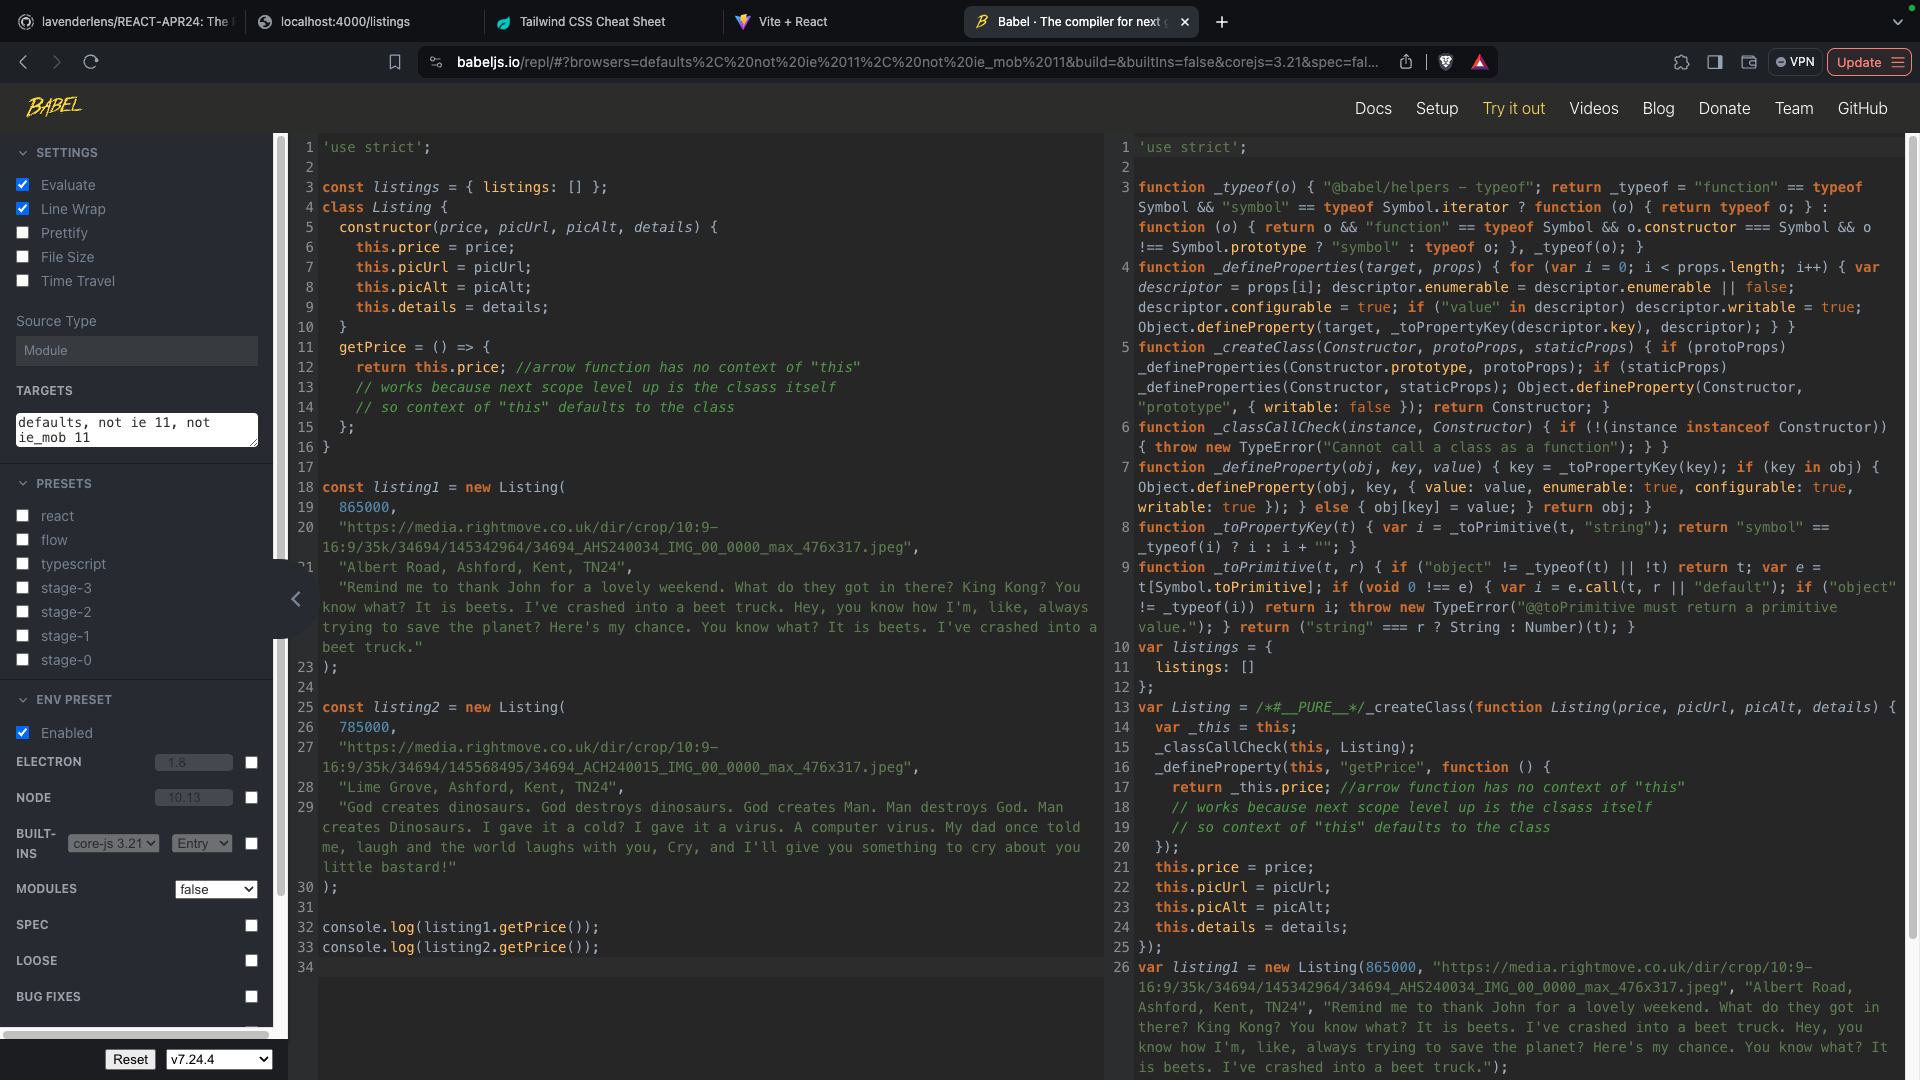 lavenderlens/REACT-APR24: The
localhost:4000/listings
Tailwind CSS Cheat Sheet
Vite + React
Babel · The compiler for next
babeljs.io/repl/#?browsers=defaults%2C%20not%20ie%2011%2C%20not%20ie_mob%2011&build=&builtIns=false&corejs=3.21&spec=fal...
VPN
Update
BABEL
Docs
Setup
Try it out
Videos
Blog
Donate
Team
GitHub
SETTINGS
Evaluate
Line Wrap
Prettify
File Size
Time Travel
Source Type
Module
TARGETS
defaults, not ie 11, not
ie_mob 11
PRESETS
react
flow
typescript
stage-3
stage-2
stage-1
stage-0
ENV PRESET
Enabled
ELECTRON 1.8
NODE 10.13
BUILT-
INS core-js 3.21 Entry
MODULES false
SPEC
LOOSE
BUG FIXES
Reset v7.24.4
1 'use strict';
2
3 const listings = { listings: [] };
4 class Listing {
5 constructor(price, picUrl, picAlt, details) {
6 this.price = price;
7 this.picUrl = picUrl;
8 this.picAlt = picAlt;
9 this.details = details;
10 }
11 getPrice = () => {
12 return this.price; //arrow function has no context of "this"
13 // works because next scope level up is the clsass itself
14 // so context of "this" defaults to the class
15 };
16 }
17
18 const listing1 = new Listing(
19 865000,
20 "https://media.rightmove.co.uk/dir/crop/10:9-
16:9/35k/34694/145342964/34694_AHS240034_IMG_00_0000_max_476x317.jpeg",
21 "Albert Road, Ashford, Kent, TN24",
"Remind me to thank John for a lovely weekend. What do they got in there? King Kong? You
know what? It is beets. I've crashed into a beet truck. Hey, you know how I'm, like, always
trying to save the planet? Here's my chance. You know what? It is beets. I've crashed into a
beet truck."
23 );
24
25 const listing2 = new Listing(
26 785000,
27 "https://media.rightmove.co.uk/dir/crop/10:9-
16:9/35k/34694/145568495/34694_ACH240015_IMG_00_0000_max_476x317.jpeg",
28 "Lime Grove, Ashford, Kent, TN24",
29 "God creates dinosaurs. God destroys dinosaurs. God creates Man. Man destroys God. Man
creates Dinosaurs. I gave it a cold? I gave it a virus. A computer virus. My dad once told
me, laugh and the world laughs with you, Cry, and I'll give you something to cry about you
little bastard!"
30 );
31
32 console.log(listing1.getPrice());
33 console.log(listing2.getPrice());
34
1 'use strict';
2
3 function _typeof(o) { "@babel/helpers - typeof"; return _typeof = "function" == typeof
Symbol && "symbol" == typeof Symbol.iterator ? function (o) { return typeof o; } :
function (o) { return o && "function" == typeof Symbol && o.constructor === Symbol && o
!== Symbol.prototype ? "symbol" : typeof o; }, _typeof(o); }
4 function _defineProperties(target, props) { for (var i = 0; i < props.length; i++) { var
descriptor = props[i]; descriptor.enumerable = descriptor.enumerable || false;
descriptor.configurable = true; if ("value" in descriptor) descriptor.writable = true;
Object.defineProperty(target, _toPropertyKey(descriptor.key), descriptor); } }
5 function _createClass(Constructor, protoProps, staticProps) { if (protoProps)
_defineProperties(Constructor.prototype, protoProps); if (staticProps)
_defineProperties(Constructor, staticProps); Object.defineProperty(Constructor,
"prototype", { writable: false }); return Constructor; }
6 function _classCallCheck(instance, Constructor) { if (!(instance instanceof Constructor))
{ throw new TypeError("Cannot call a class as a function"); } }
7 function _defineProperty(obj, key, value) { key = _toPropertyKey(key); if (key in obj) {
Object.defineProperty(obj, key, { value: value, enumerable: true, configurable: true,
writable: true }); } else { obj[key] = value; } return obj; }
8 function _toPropertyKey(t) { var i = _toPrimitive(t, "string"); return "symbol" ==
_typeof(i) ? i : i + ""; }
9 function _toPrimitive(t, r) { if ("object" != _typeof(t) || !t) return t; var e =
t[Symbol.toPrimitive]; if (void 0 !== e) { var i = e.call(t, r || "default"); if ("object"
!= _typeof(i)) return i; throw new TypeError("@@toPrimitive must return a primitive
value."); } return ("string" === r ? String : Number)(t); }
10 var listings = {
11 listings: []
12 };
13 var Listing = /*#__PURE__*/_createClass(function Listing(price, picUrl, picAlt, details) {
14 var _this = this;
15 _classCallCheck(this, Listing);
16 _defineProperty(this, "getPrice", function () {
17 return _this.price; //arrow function has no context of "this"
18 // works because next scope level up is the clsass itself
19 // so context of "this" defaults to the class
20 });
21 this.price = price;
22 this.picUrl = picUrl;
23 this.picAlt = picAlt;
24 this.details = details;
25 });
26 var listing1 = new Listing(865000, "https://media.rightmove.co.uk/dir/crop/10:9-
16:9/35k/34694/145342964/34694_AHS240034_IMG_00_0000_max_476x317.jpeg", "Albert Road,
Ashford, Kent, TN24", "Remind me to thank John for a lovely weekend. What do they got in
there? King Kong? You know what? It is beets. I've crashed into a beet truck. Hey, you
know how I'm, like, always trying to save the planet? Here's my chance. You know what? It
is beets. I've crashed into a beet truck.");